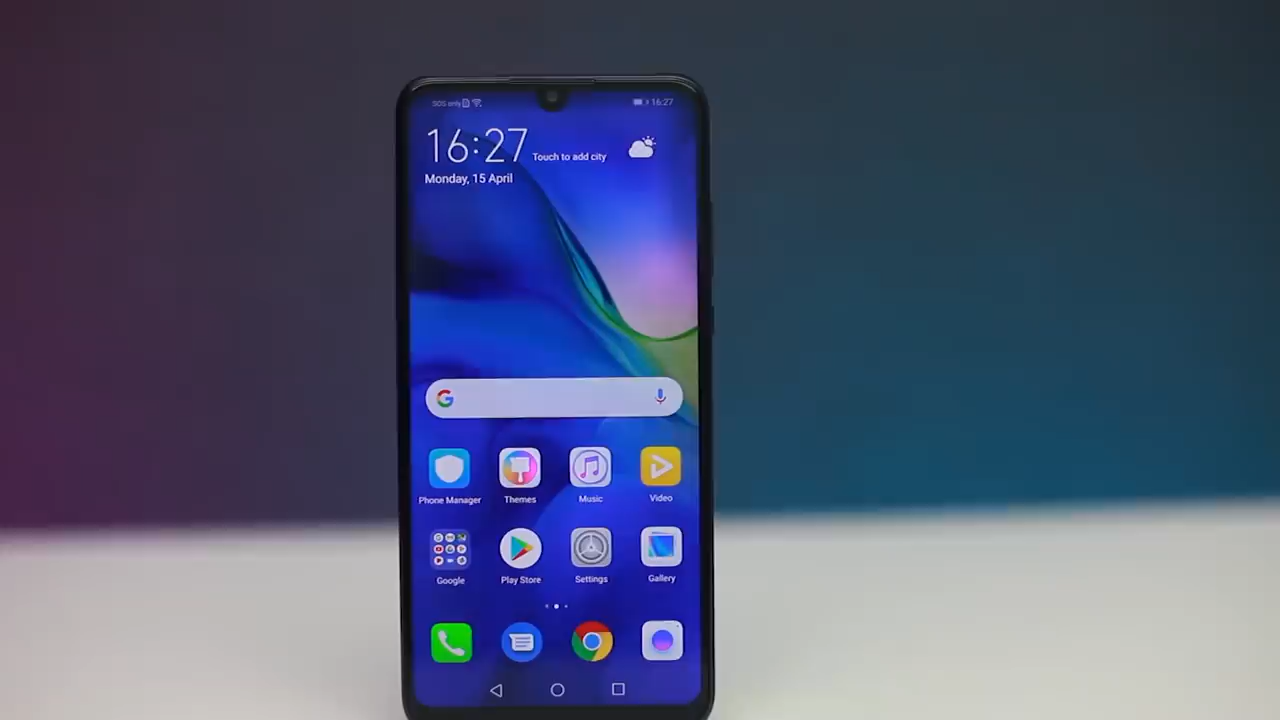 SOS only 16:27
16:27 Touch to add city
Monday, 15 April
G
Phone Manager Themes Music Video
Google Play Store Settings Gallery